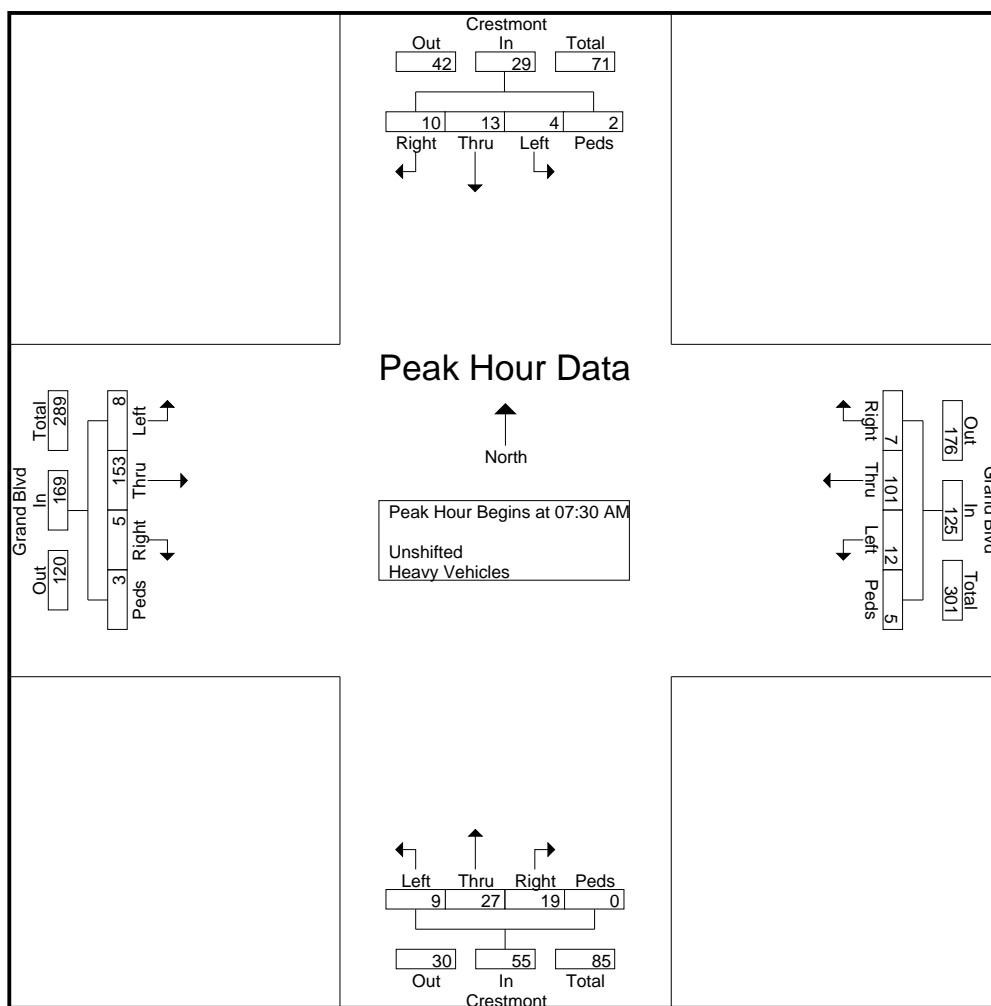 Crestmont
Out In Total
42 29 71
10 13 4 2
Right Thru Left Peds
Peak Hour Data
North
Peak Hour Begins at 07:30 AM
Unshifted
Heavy Vehicles
Grand Blvd
Out In Total
120 169 289
3 5 153 8
Peds Right Thru Left
Grand Blvd
Out In Total
176 125 301
7 101 12 5
Right Thru Left Peds
Left Thru Right Peds
9 27 19 0
30 55 85
Out In Total
Crestmont